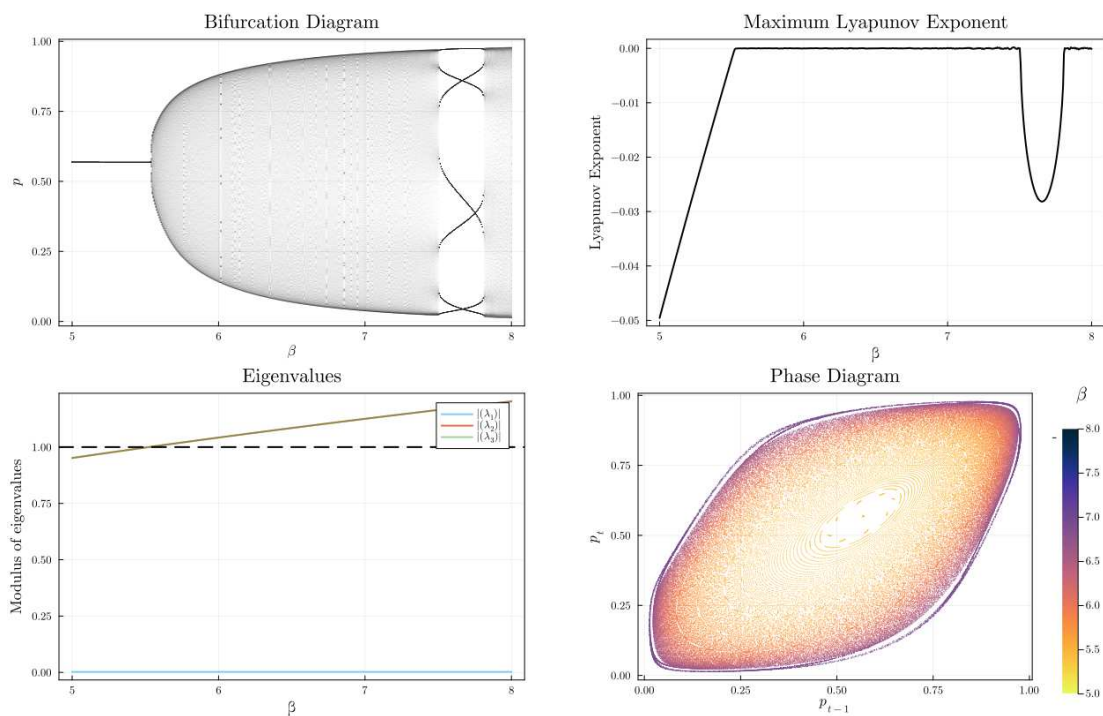 Bifurcation Diagram
1.00
0.75
0.50
0.25
0.00
p
5
6
7
8
β
Maximum Lyapunov Exponent
0.00
−0.01
−0.02
−0.03
−0.04
−0.05
Lyapunov Exponent
5
6
7
8
β
Eigenvalues
1.00
0.75
0.50
0.25
0.00
Modulus of eigenvalues
|(λ₁)|
|(λ₂)|
|(λ₃)|
5
6
7
8
β
Phase Diagram
1.00
0.75
0.50
0.25
0.00
pₜ
0.00
0.25
0.50
0.75
1.00
pₜ₋₁
β
8.0
7.5
7.0
6.5
6.0
5.5
5.0